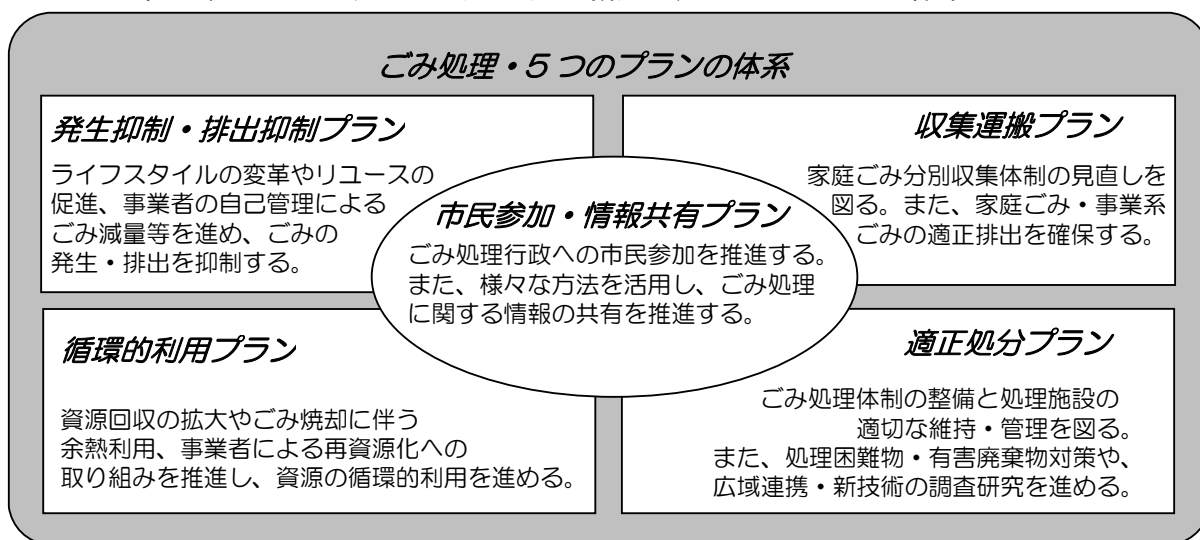 ごみ処理・5つのプランの体系
発生抑制・排出抑制プラン
ライフスタイルの変革やリユースの
促進、事業者の自己管理による
ごみ減量等を進め、ごみの
発生・排出を抑制する。
収集運搬プラン
家庭ごみ分別収集体制の見直しを
図る。また、家庭ごみ・事業系
ごみの適正排出を確保する。
市民参加・情報共有プラン
ごみ処理行政への市民参加を推進する。
また、様々な方法を活用し、ごみ処理
に関する情報の共有を推進する。
循環的利用プラン
資源回収の拡大やごみ焼却に伴う
余熱利用、事業者による再資源化への
取り組みを推進し、資源の循環的利用を進める。
適正処分プラン
ごみ処理体制の整備と処理施設の
適切な維持・管理を図る。
また、処理困難物・有害廃棄物対策や、
広域連携・新技術の調査研究を進める。